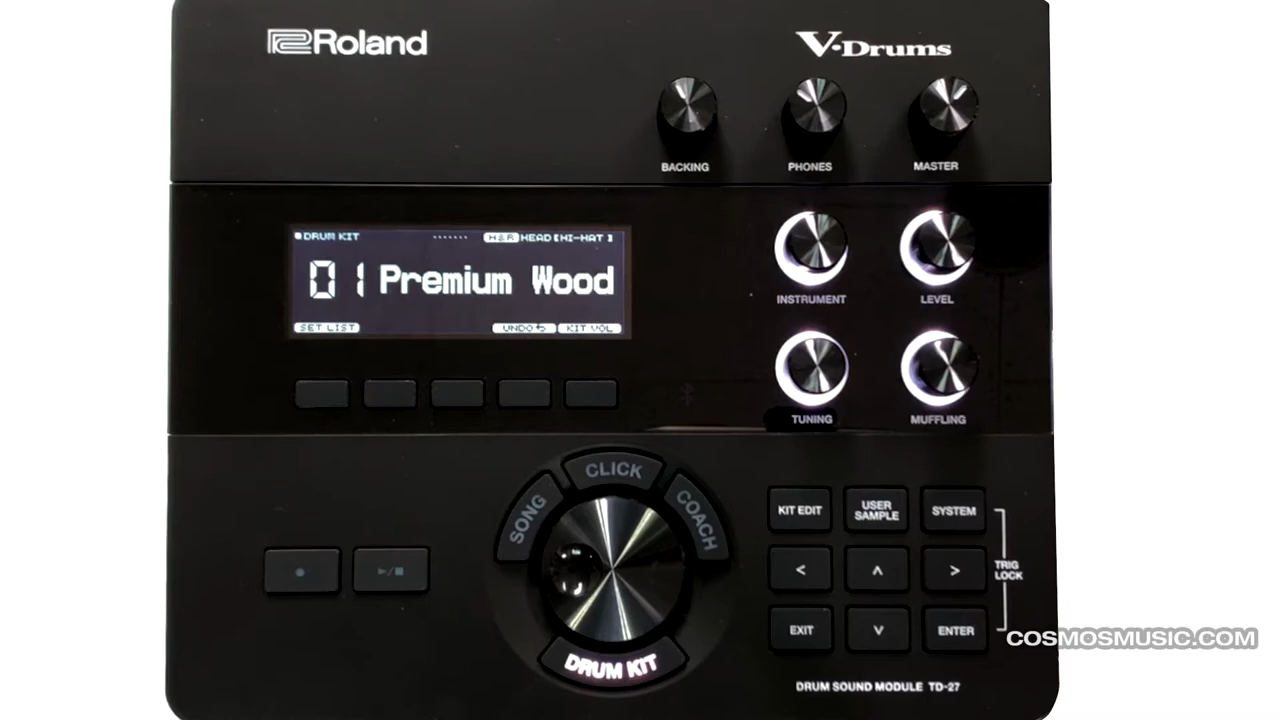 Roland
V-Drums
BACKING
PHONES
MASTER
DRUM KIT
H&R HEAD [HI-HAT ]
01 Premium Wood
SET LIST
UNDO
KIT VOL
INSTRUMENT
LEVEL
TUNING
MUFFLING
SONG
CLICK
COACH
DRUM KIT
KIT EDIT
USER
SAMPLE
SYSTEM
TRIG
LOCK
EXIT
ENTER
COSMOSMUSIC.COM
DRUM SOUND MODULE TD-27